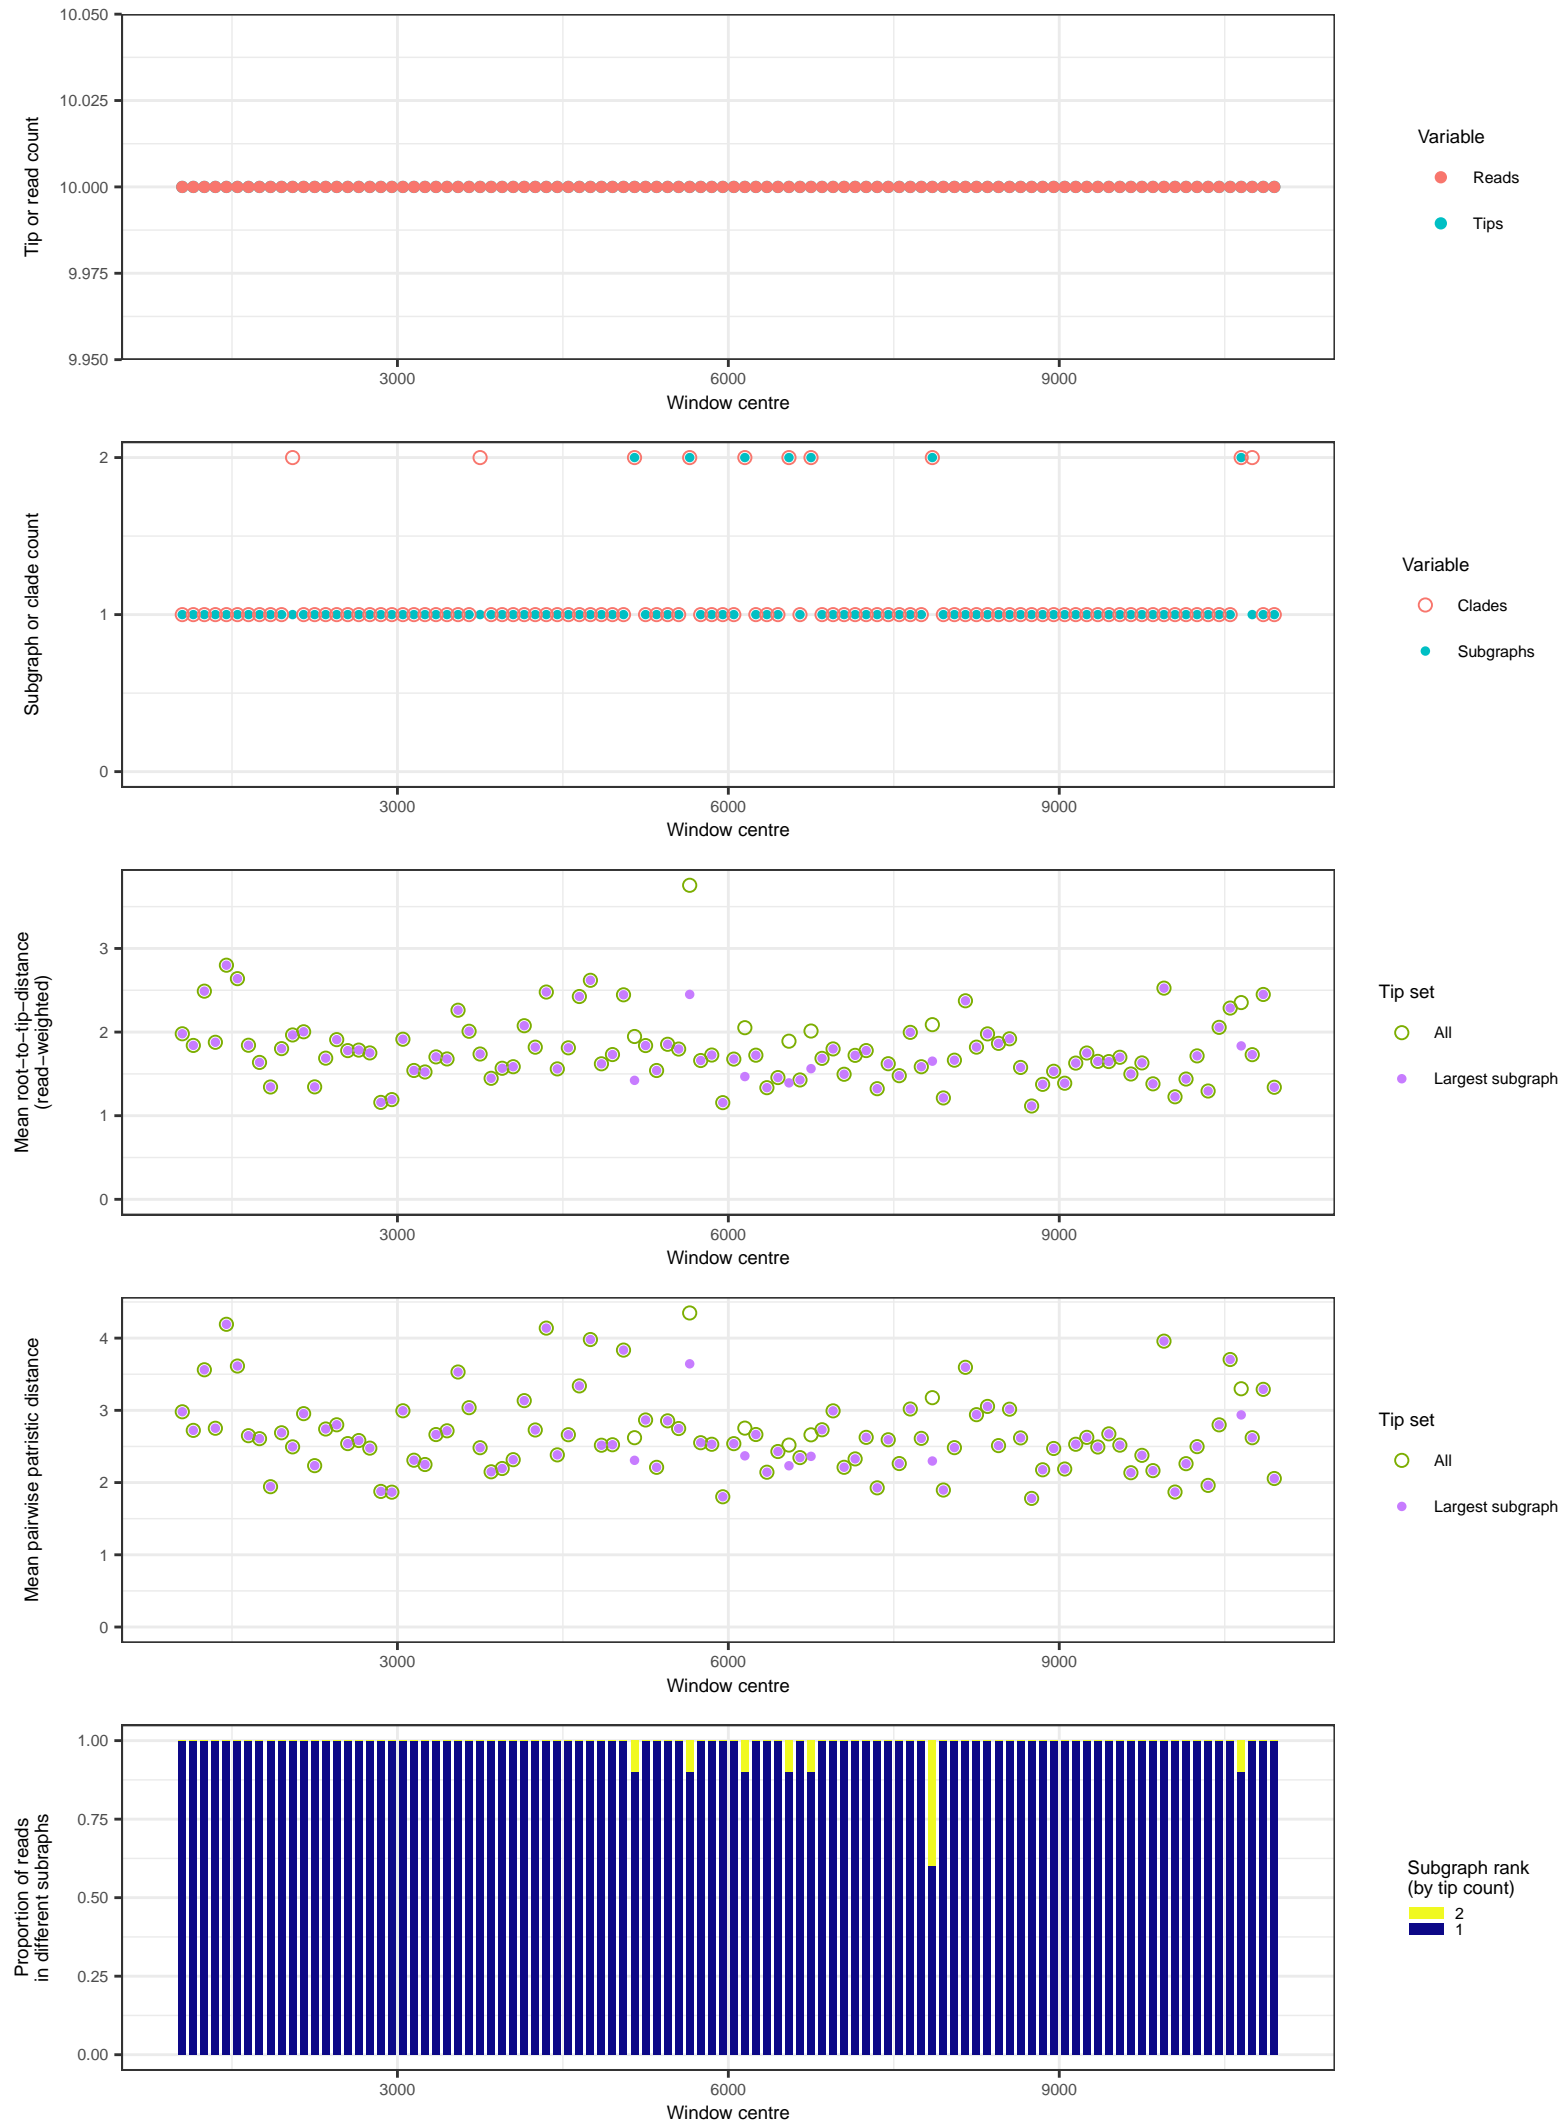 10.050
10.025
10.000
9.975
9.950
Tip or read count
3000
6000
9000
Window centre
Variable
Reads
Tips
2
1
0
Subgraph or clade count
3000
6000
9000
Window centre
Variable
Clades
Subgraphs
3
2
1
0
Mean root−to−tip−distance
(read−weighted)
3000
6000
9000
Window centre
Tip set
All
Largest subgraph
4
3
2
1
0
Mean pairwise patristic distance
3000
6000
9000
Window centre
Tip set
All
Largest subgraph
1.00
0.75
0.50
0.25
0.00
Proportion of reads
in different subraphs
3000
6000
9000
Window centre
Subgraph rank
(by tip count)
2
1